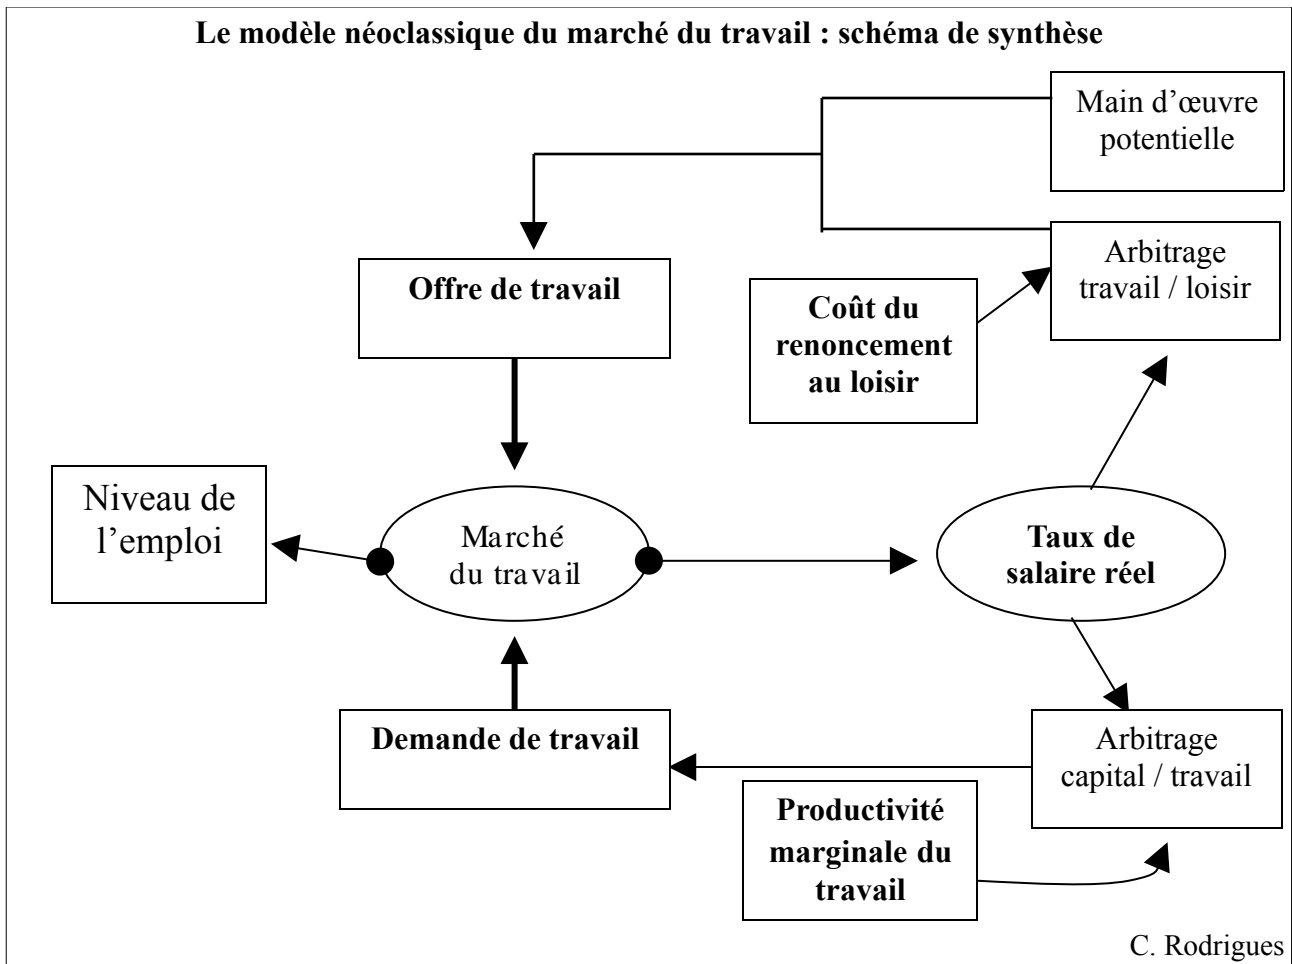 Le modèle néoclassique du marché du travail : schéma de synthèse
Main d’œuvre
potentielle
Arbitrage
travail / loisir
Offre de travail
Coût du
renoncement
au loisir
Niveau de
l’emploi
Marché
du travail
Taux de
salaire réel
Demande de travail
Arbitrage
capital / travail
Productivité
marginale du
travail
C. Rodrigues